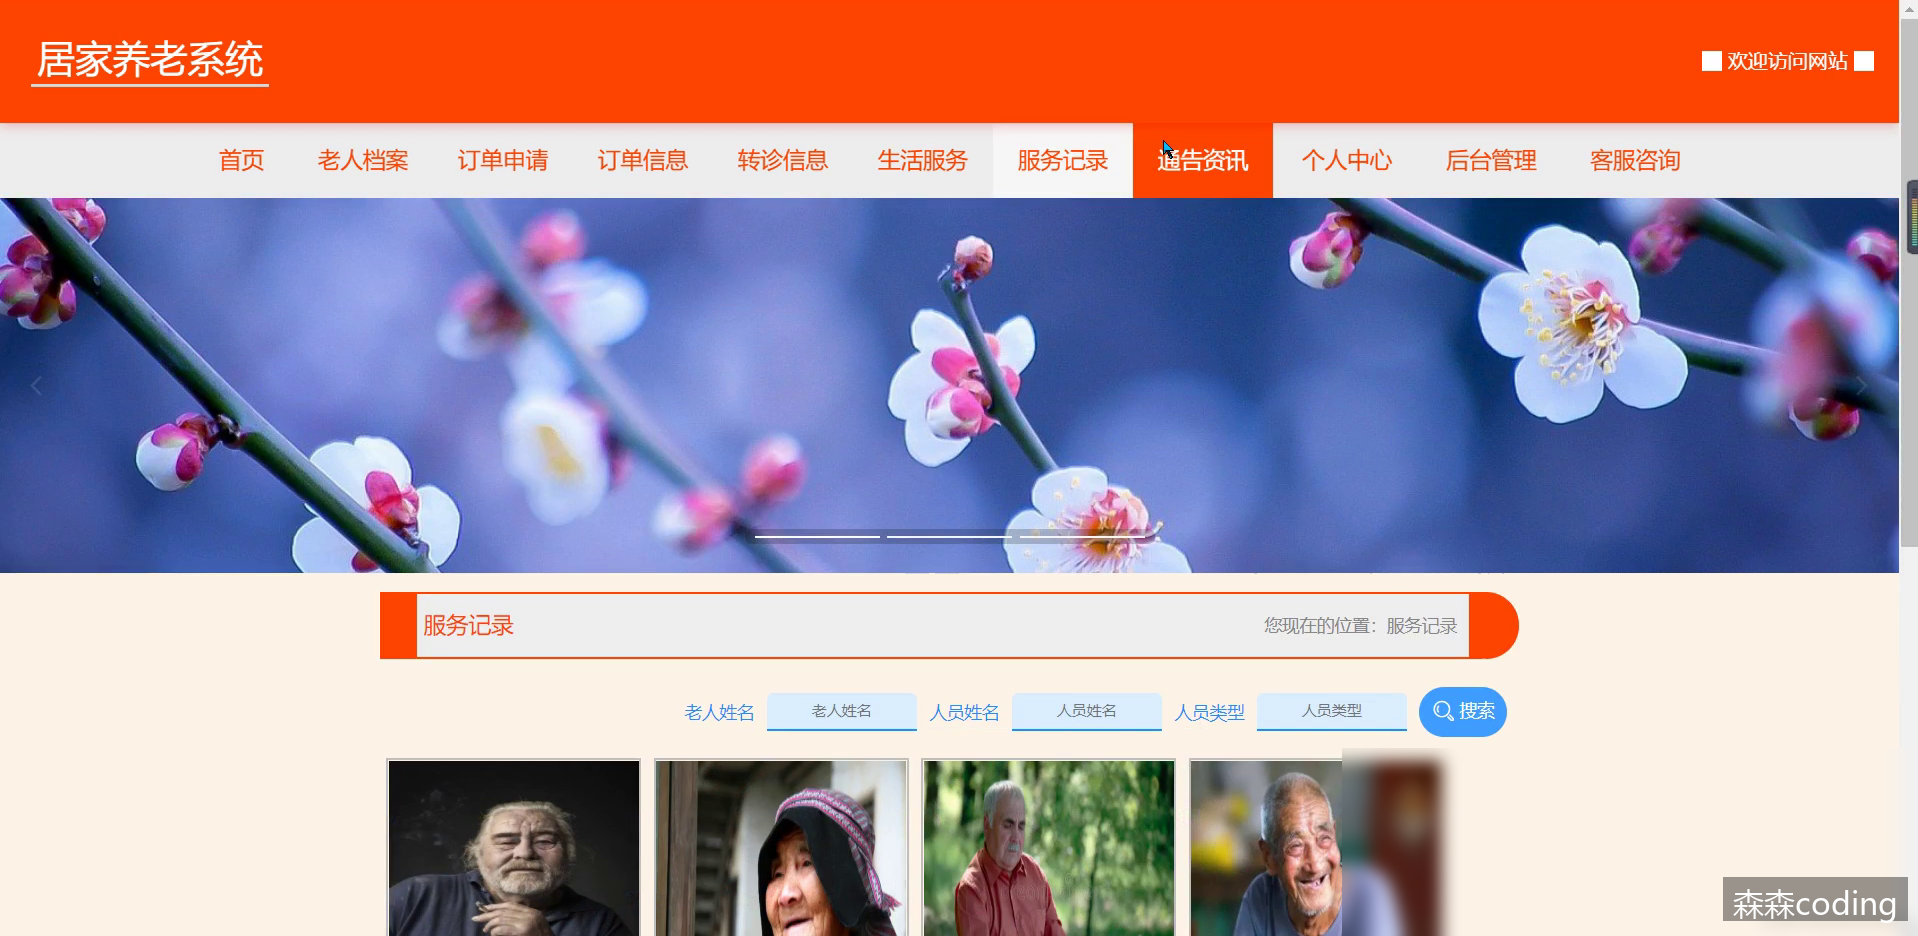 居家养老系统
欢迎访问网站
首页 老人档案 订单申请 订单信息 转诊信息 生活服务 服务记录 通告资讯 个人中心 后台管理 客服咨询
服务记录 您现在的位置：服务记录
老人姓名 老人姓名 人员姓名 人员姓名 人员类型 人员类型 搜索
森森coding